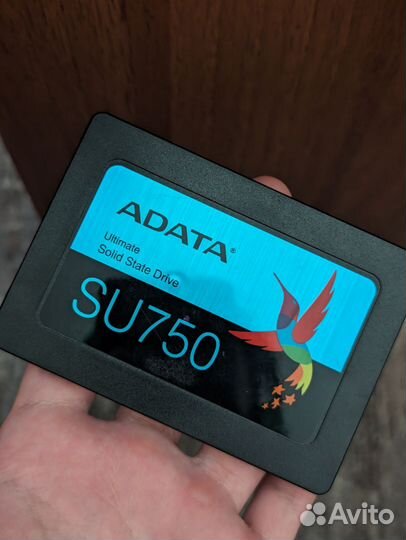 ADATA®
Ultimate
Solid State Drive
SU750
Avito